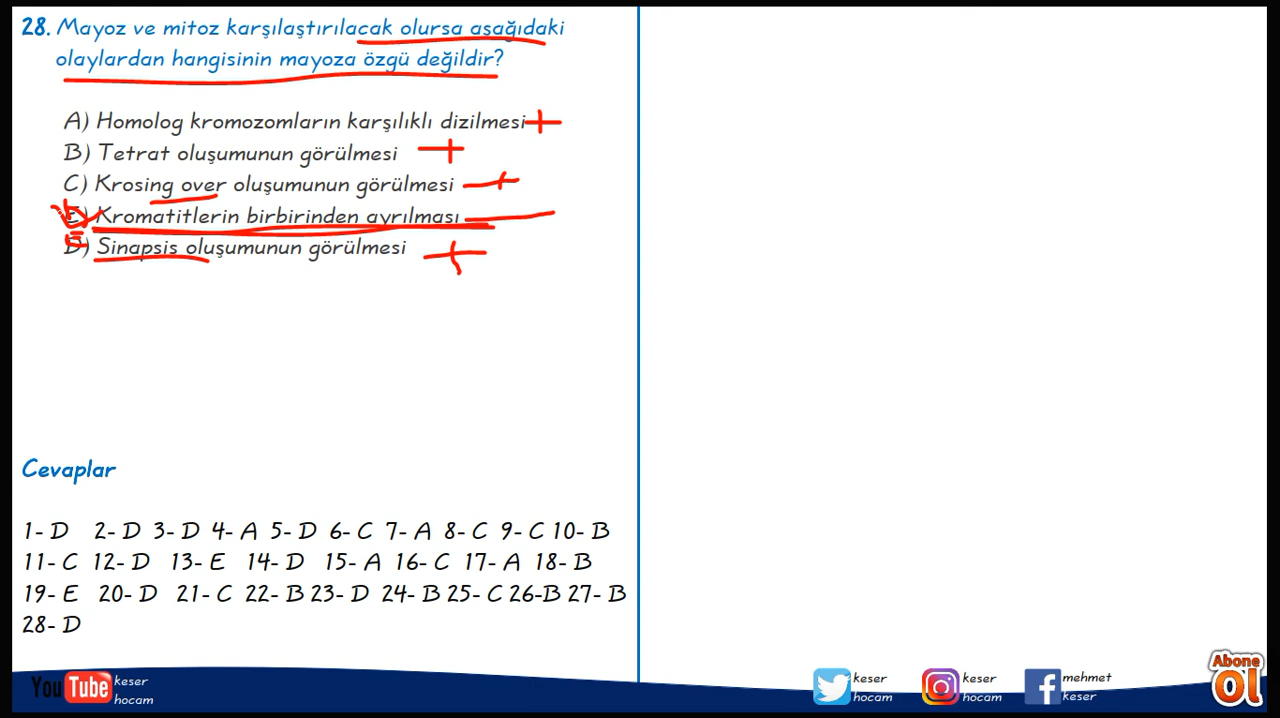 28. Mayoz ve mitoz karşılaştırılacak olursa aşağıdaki
olaylardan hangisinin mayoza özgü değildir?
A) Homolog kromozomların karşılıklı dizilmesi +
B) Tetrat oluşumunun görülmesi +
C) Krosing over oluşumunun görülmesi +
E) Kromatitlerin birbirinden ayrılması -
D) Sinapsis oluşumunun görülmesi +
Cevaplar
1- D 2- D 3- D 4- A 5- D 6- C 7- A 8- C 9- C 10- B
11- C 12- D 13- E 14- D 15- A 16- C 17- A 18- B
19- E 20- D 21- C 22- B 23- D 24- B 25- C 26-B 27- B
28- D
YouTube keser hocam
keser hocam
keser hocam
mehmet keser
Abone Ol